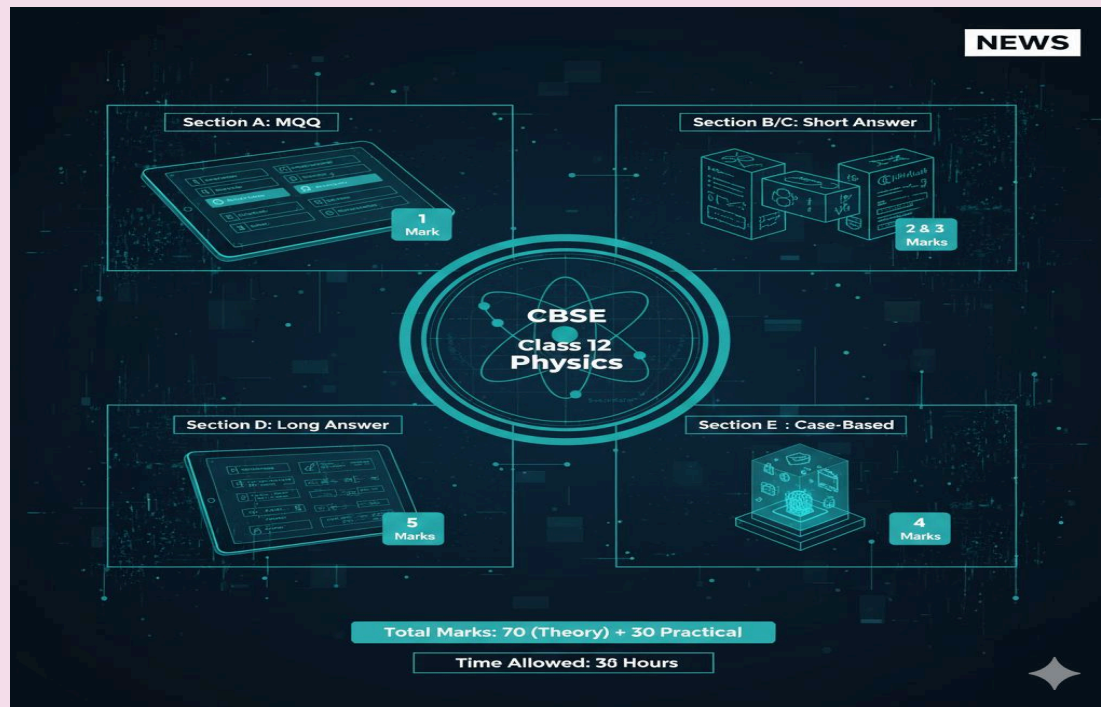 NEWS
Section A: MQQ
1
Mark
Section B/C: Short Answer
2 & 3
Marks
CBSE
Class 12
Physics
Section D: Long Answer
5
Marks
Section E : Case-Based
4
Marks
Total Marks: 70 (Theory) + 30 Practical
Time Allowed: 36 Hours